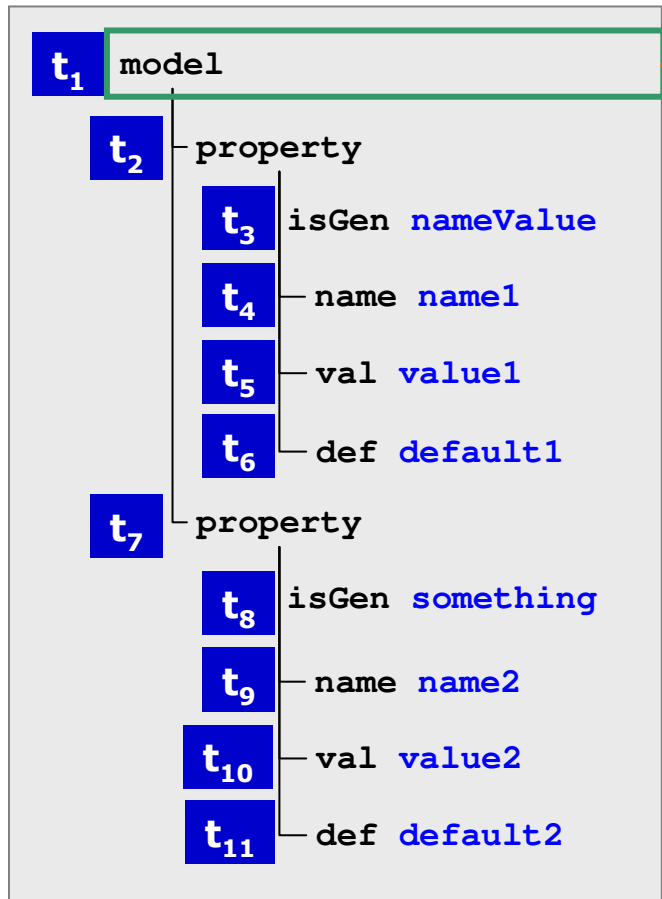 t1 model
t2 property
t3 isGen nameValue
t4 name name1
t5 val value1
t6 def default1
t7 property
t8 isGen something
t9 name name2
t10 val value2
t11 def default2